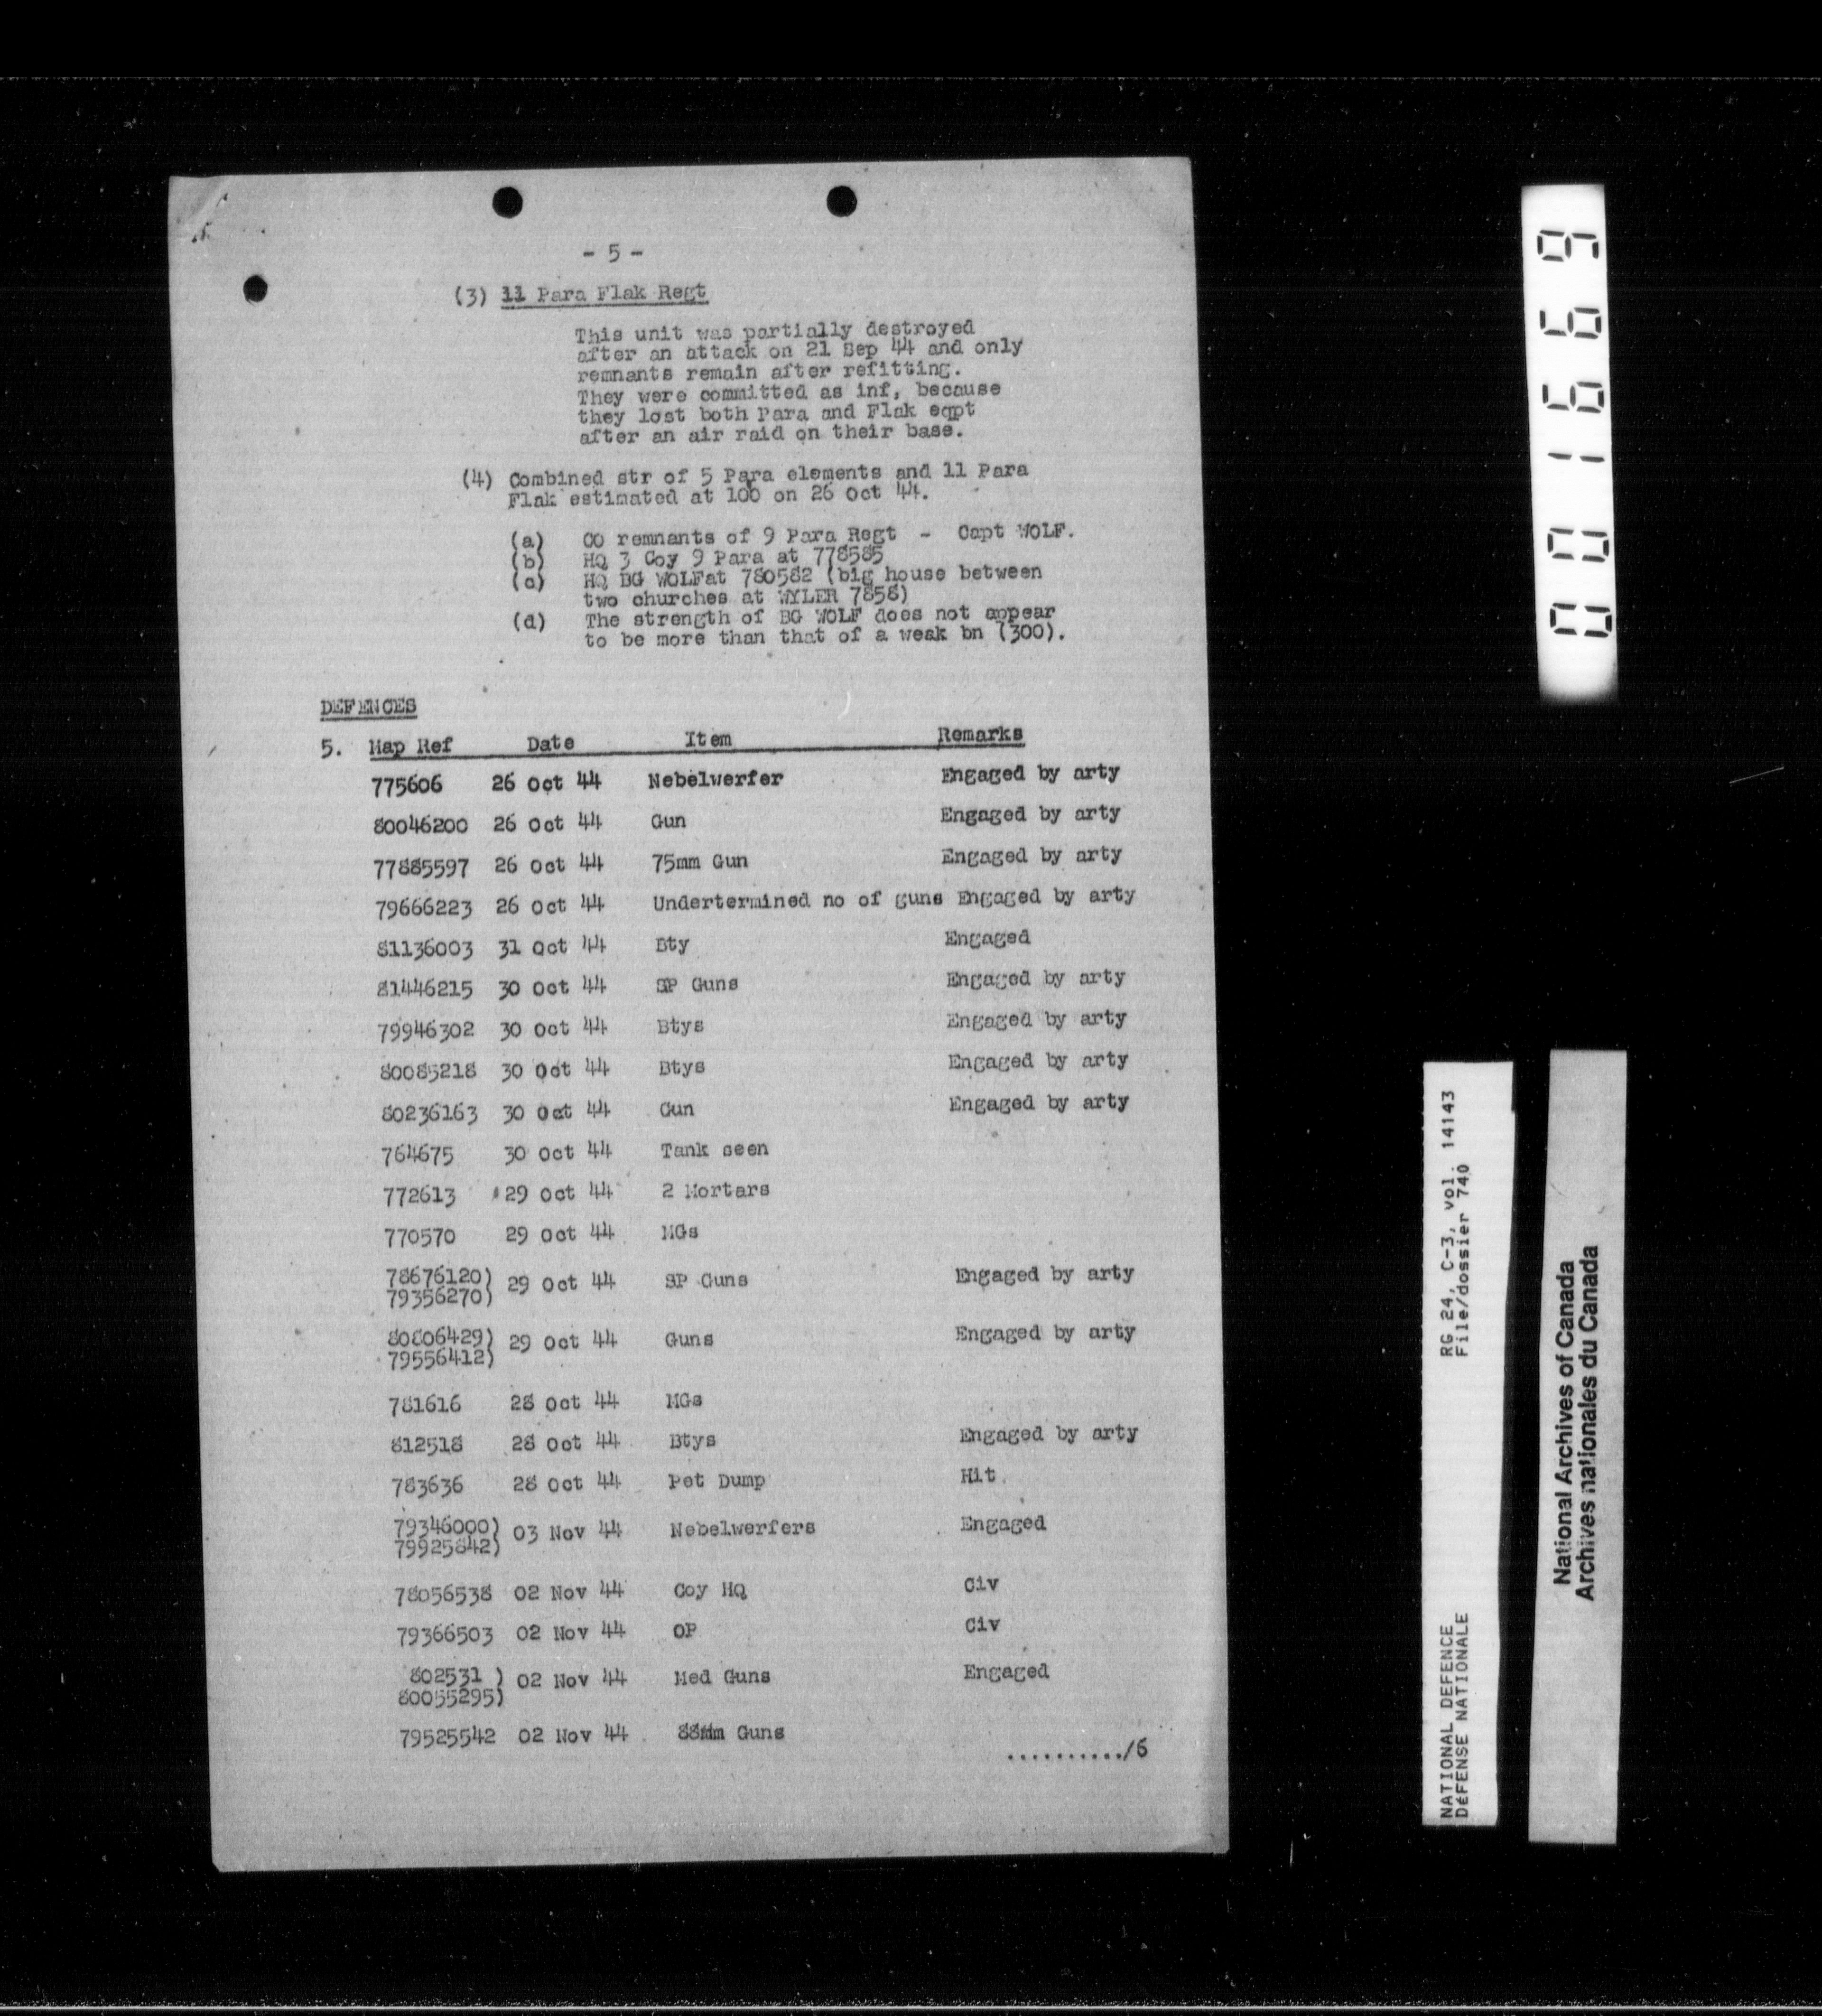 - 5 -
(3) 11 Para Flak Regt
This unit was partially destroyed
after an attack on 21 Sep 44 and only
remnants remain after refitting.
They were committed as inf, because
they lost both Para and Flak eqpt
after an air raid on their base.
(4) Combined str of 5 Para elements and 11 Para
Flak estimated at 100 on 26 Oct 44.
(a) CO remnants of 9 Para Regt - Capt WOLF.
(b) HQ 3 Coy 9 Para at 778585
(c) HQ BG WOLFat 780582 (big house between
two churches at WYLER 7858)
(d) The strength of BG WOLF does not appear
to be more than that of a weak bn (300).
DEFENCES
5. Map Ref Date Item Remarks
775606 26 Oct 44 Nebelwerfer Engaged by arty
80046200 26 Oct 44 Gun Engaged by arty
77885597 26 Oct 44 75mm Gun Engaged by arty
79666223 26 Oct 44 Undertermined no of guns Engaged by arty
81136003 31 Oct 44 Bty Engaged
81446215 30 Oct 44 SP Guns Engaged by arty
79946302 30 Oct 44 Btys Engaged by arty
80085218 30 Oct 44 Btys Engaged by arty
80236163 30 Oct 44 Gun Engaged by arty
764675 30 Oct 44 Tank seen
772613 29 Oct 44 2 Mortars
770570 29 Oct 44 MGs
78676120)
79356270) 29 Oct 44 SP Guns Engaged by arty
80806429)
79556412) 29 Oct 44 Guns Engaged by arty
781616 28 Oct 44 MGs
812518 28 Oct 44 Btys Engaged by arty
783636 28 Oct 44 Pet Dump Hit
79346000)
79925842) 03 Nov 44 Nebelwerfers Engaged
78056538 02 Nov 44 Coy HQ Civ
79366503 02 Nov 44 OP Civ
802531 )
80055295) 02 Nov 44 Med Guns Engaged
79525542 02 Nov 44 88mm Guns
........../6
001669
RG 24, C-3, vol. 14143
File/dossier 740
NATIONAL DEFENCE
DÉFENSE NATIONALE
National Archives of Canada
Archives nationales du Canada